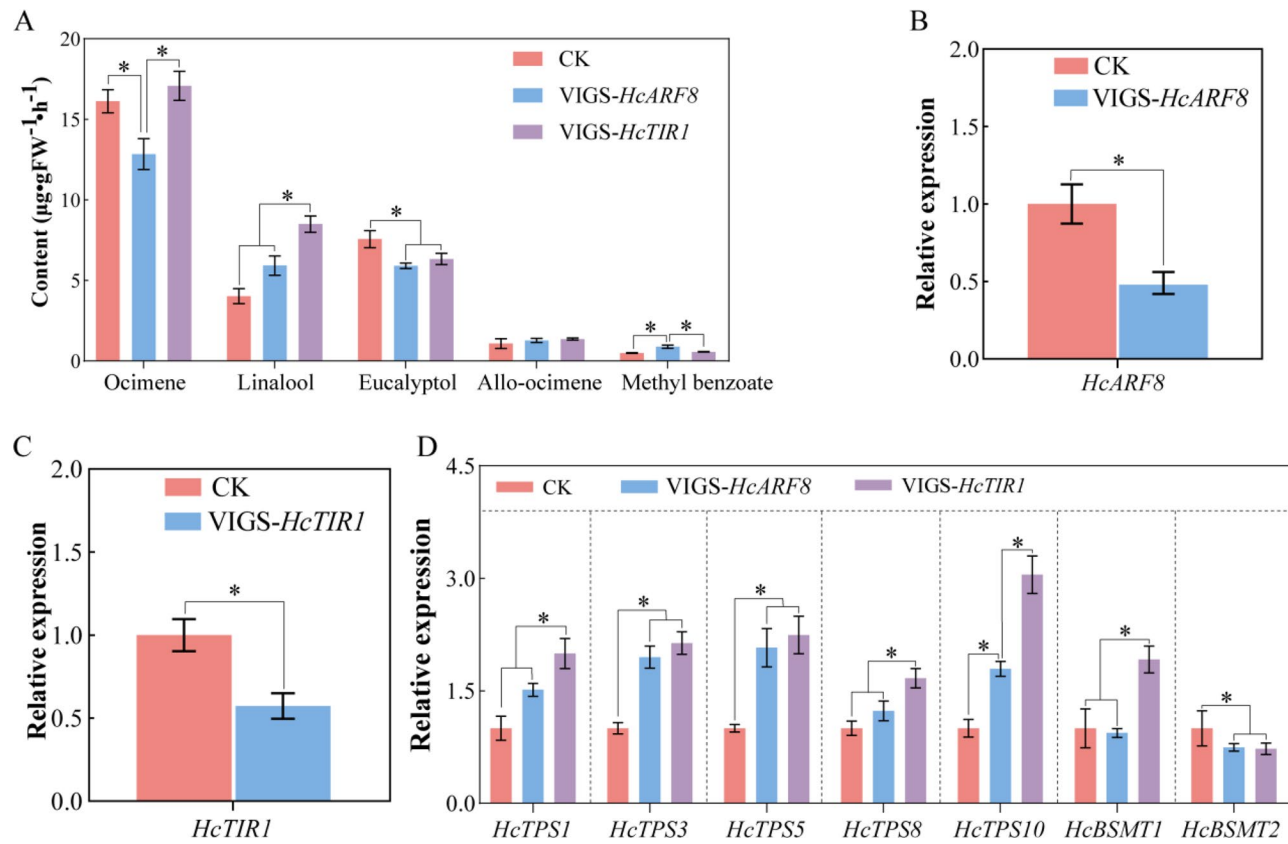 A
Content (μg•gFW⁻¹•h⁻¹)
20
15
10
5
0
CK
VIGS-HcARF8
VIGS-HcTIR1
*
*
*
*
*
*
Ocimene
Linalool
Eucalyptol
Allo-ocimene
Methyl benzoate
B
Relative expression
2.0
1.5
1.0
0.5
0.0
CK
VIGS-HcARF8
*
HcARF8
C
Relative expression
2.0
1.5
1.0
0.5
0.0
CK
VIGS-HcTIR1
*
HcTIR1
D
Relative expression
4.5
3.0
1.5
0.0
CK
VIGS-HcARF8
VIGS-HcTIR1
*
*
*
*
*
*
*
*
HcTPS1
HcTPS3
HcTPS5
HcTPS8
HcTPS10
HcBSMT1
HcBSMT2